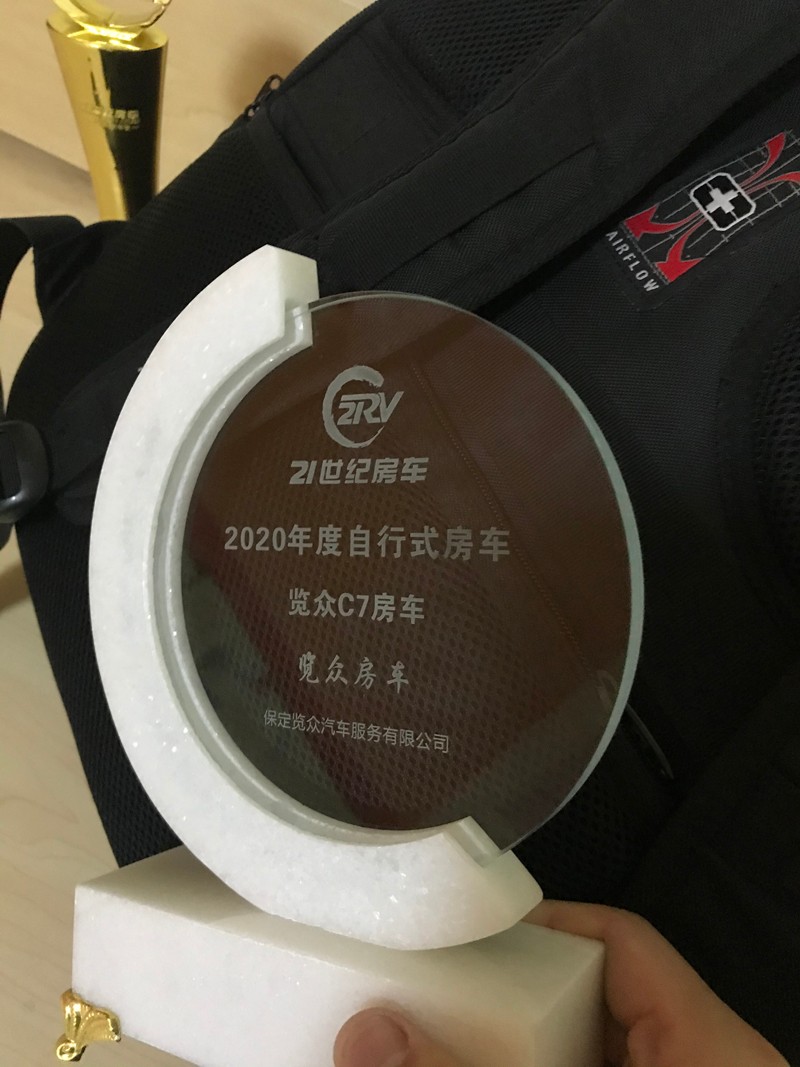 2RV
21世纪房车
2020年度自行式房车
览众C7房车
览众房车
保定览众汽车服务有限公司
AIRFLOW